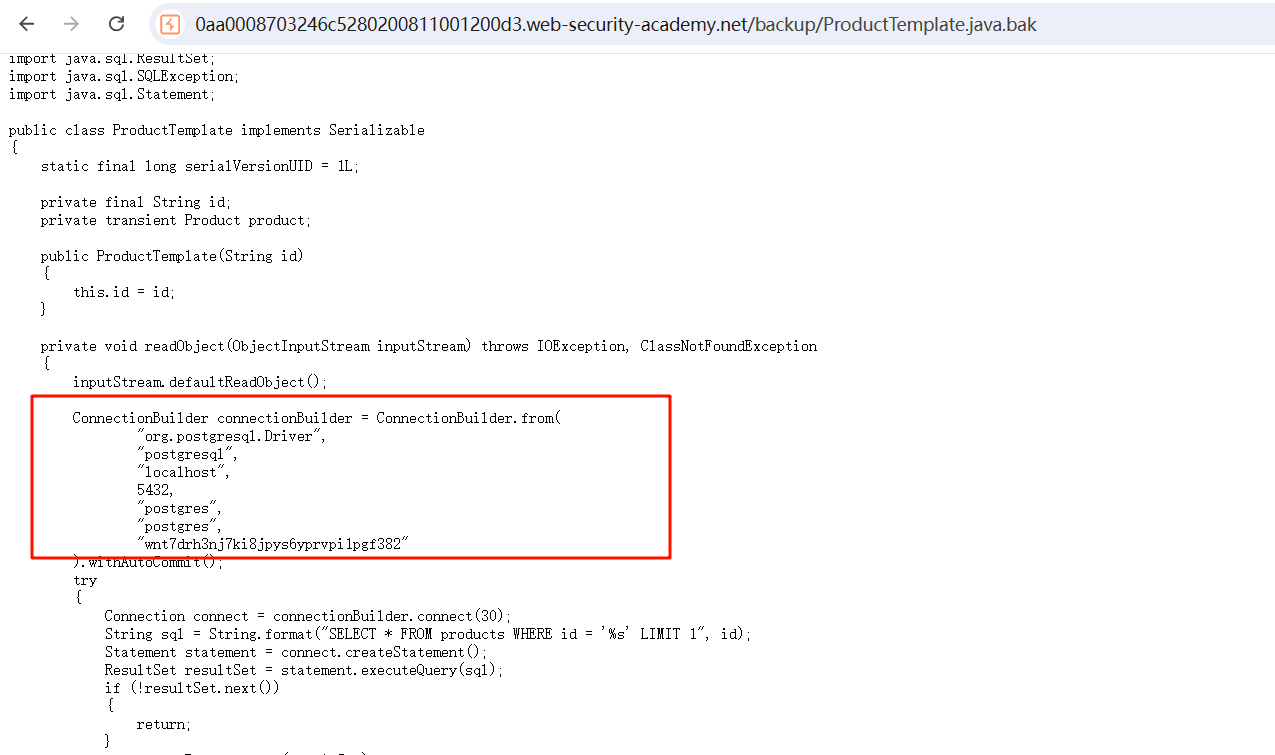 0aa0008703246c5280200811001200d3.web-security-academy.net/backup/ProductTemplate.java.bak
import java.sql.ResultSet;
import java.sql.SQLException;
import java.sql.Statement;
public class ProductTemplate implements Serializable
{
    static final long serialVersionUID = 1L;
    private final String id;
    private transient Product product;
    public ProductTemplate(String id)
    {
        this.id = id;
    }
    private void readObject(ObjectInputStream inputStream) throws IOException, ClassNotFoundException
    {
        inputStream.defaultReadObject();
        ConnectionBuilder connectionBuilder = ConnectionBuilder.from(
                "org.postgresql.Driver",
                "postgresql",
                "localhost",
                5432,
                "postgres",
                "postgres",
                "wnt7drh3nj7ki8jpys6yprvpi1pgf382"
        ).withAutoCommit();
        try
        {
            Connection connect = connectionBuilder.connect(30);
            String sql = String.format("SELECT * FROM products WHERE id = '%s' LIMIT 1", id);
            Statement statement = connect.createStatement();
            ResultSet resultSet = statement.executeQuery(sql);
            if (!resultSet.next())
            {
                return;
            }